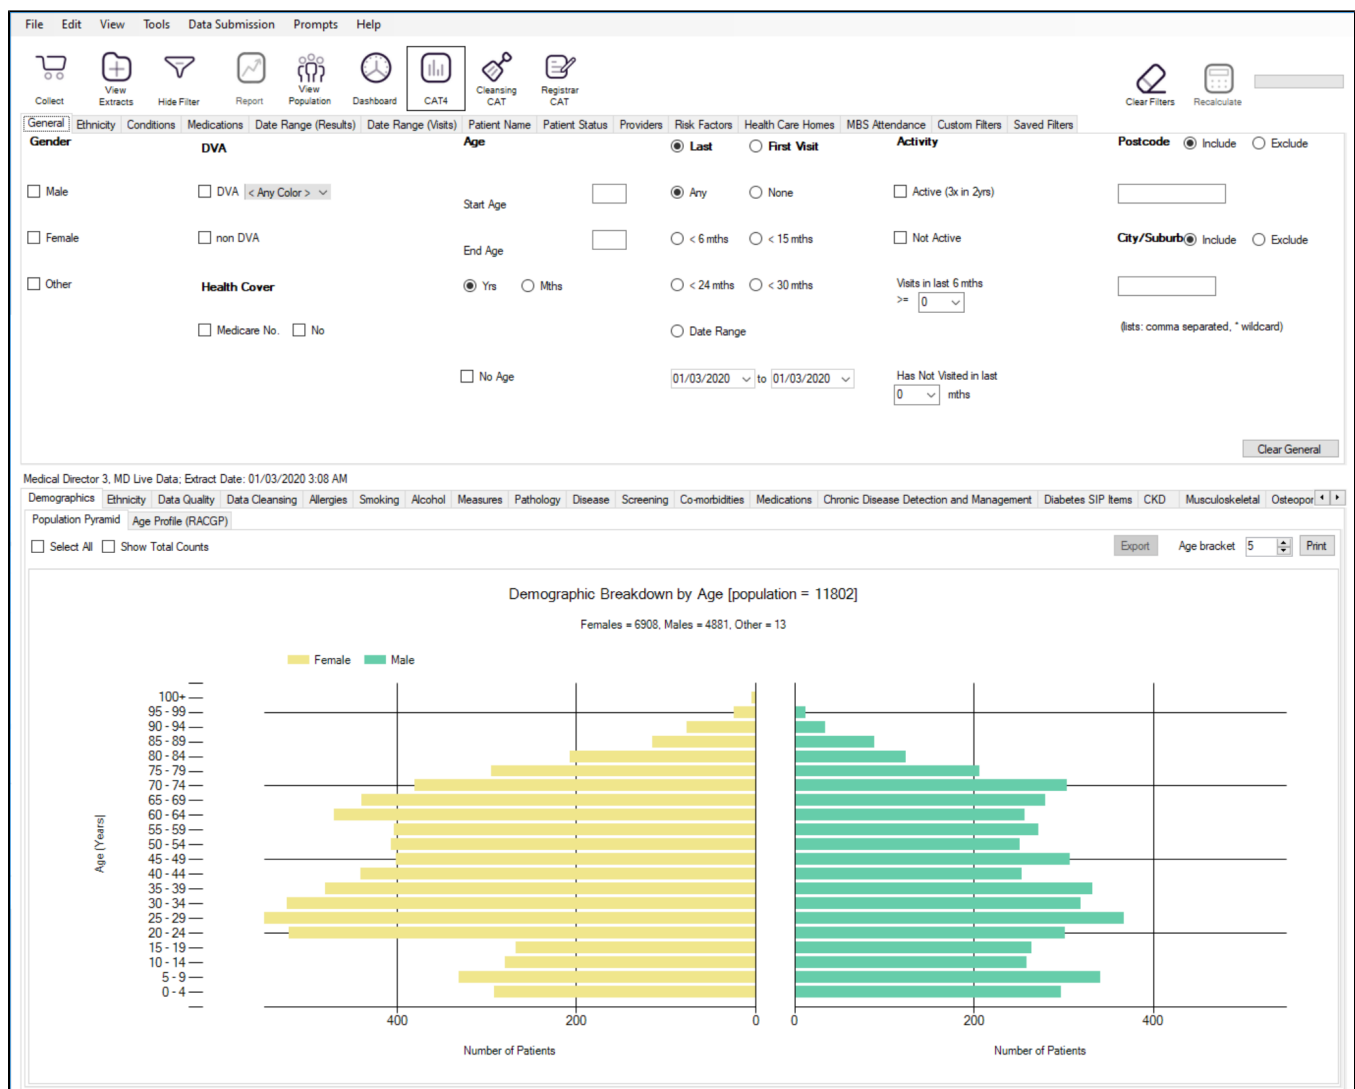 File Edit View Tools Data Submission Prompts Help
Collect View Extracts Hide Filter Report View Population Dashboard CAT4 Cleansing CAT Registrar CAT Clear Filters Recalculate
General Ethnicity Conditions Medications Date Range (Results) Date Range (Visits) Patient Name Patient Status Providers Risk Factors Health Care Homes MBS Attendance Custom Filters Saved Filters
Gender DVA Age Last First Visit Activity Postcode Include Exclude
Male DVA < Any Color > Start Age Any None Active (3x in 2yrs)
Female non DVA End Age < 6 mths < 15 mths Not Active City/Suburb Include Exclude
Other Health Cover Yrs Mths < 24 mths < 30 mths Visits in last 6 mths
>= 0
Medicare No. No Date Range (lists: comma separated, * wildcard)
No Age 01/03/2020 to 01/03/2020 Has Not Visited in last
0 mths
Clear General
Medical Director 3, MD Live Data; Extract Date: 01/03/2020 3:08 AM
Demographics Ethnicity Data Quality Data Cleansing Allergies Smoking Alcohol Measures Pathology Disease Screening Co-morbidities Medications Chronic Disease Detection and Management Diabetes SIP Items CKD Musculoskeletal Osteopor
Population Pyramid Age Profile (RACGP)
Select All Show Total Counts Export Age bracket 5 Print
Demographic Breakdown by Age [population = 11802]
Females = 6908, Males = 4881, Other = 13
Female Male
100+
95 - 99
90 - 94
85 - 89
80 - 84
75 - 79
70 - 74
65 - 69
60 - 64
55 - 59
50 - 54
45 - 49
40 - 44
35 - 39
30 - 34
25 - 29
20 - 24
15 - 19
10 - 14
5 - 9
0 - 4
Age (Years|
400 200 0 0 200 400
Number of Patients Number of Patients